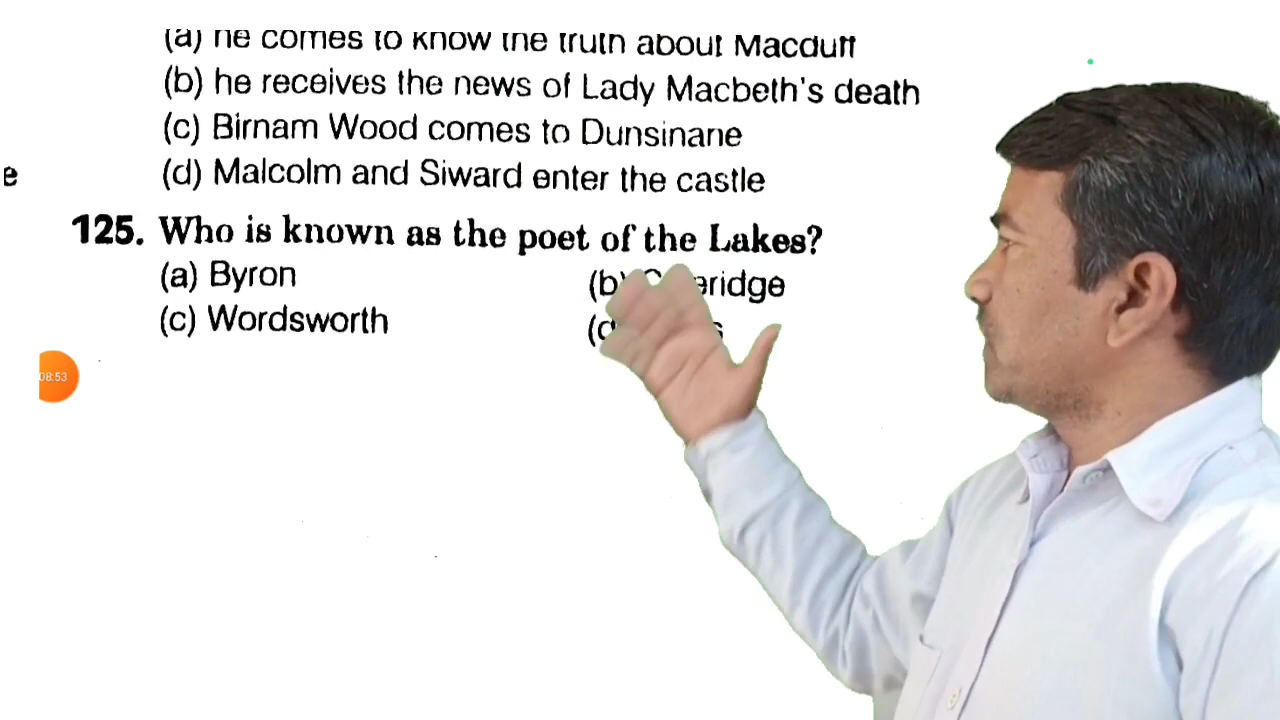 (a) he comes to know the truth about Macduff
(b) he receives the news of Lady Macbeth's death
(c) Birnam Wood comes to Dunsinane
e
(d) Malcolm and Siward enter the castle
125. Who is known as the poet of the Lakes?
(a) Byron
(b)
(c) Wordsworth
08:53